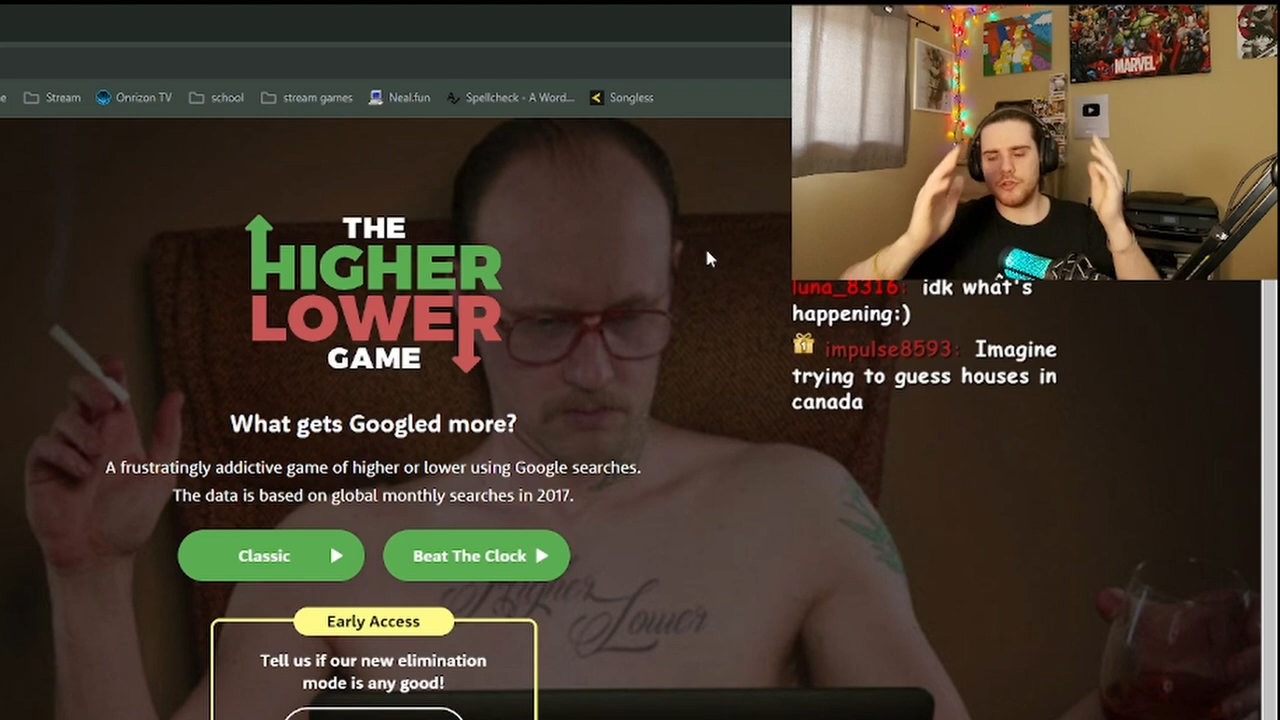 e Stream Onrizon TV school stream games Neal.fun Spellcheck - A Word... Songless
MARVEL
THE
HIGHER
LOWER
GAME
luna_8316: idk what's
happening:)
1 impulse8593: Imagine
trying to guess houses in
canada
What gets Googled more?
A frustratingly addictive game of higher or lower using Google searches.
The data is based on global monthly searches in 2017.
Classic Beat The Clock
Higher
Lower
Early Access
Tell us if our new elimination
mode is any good!